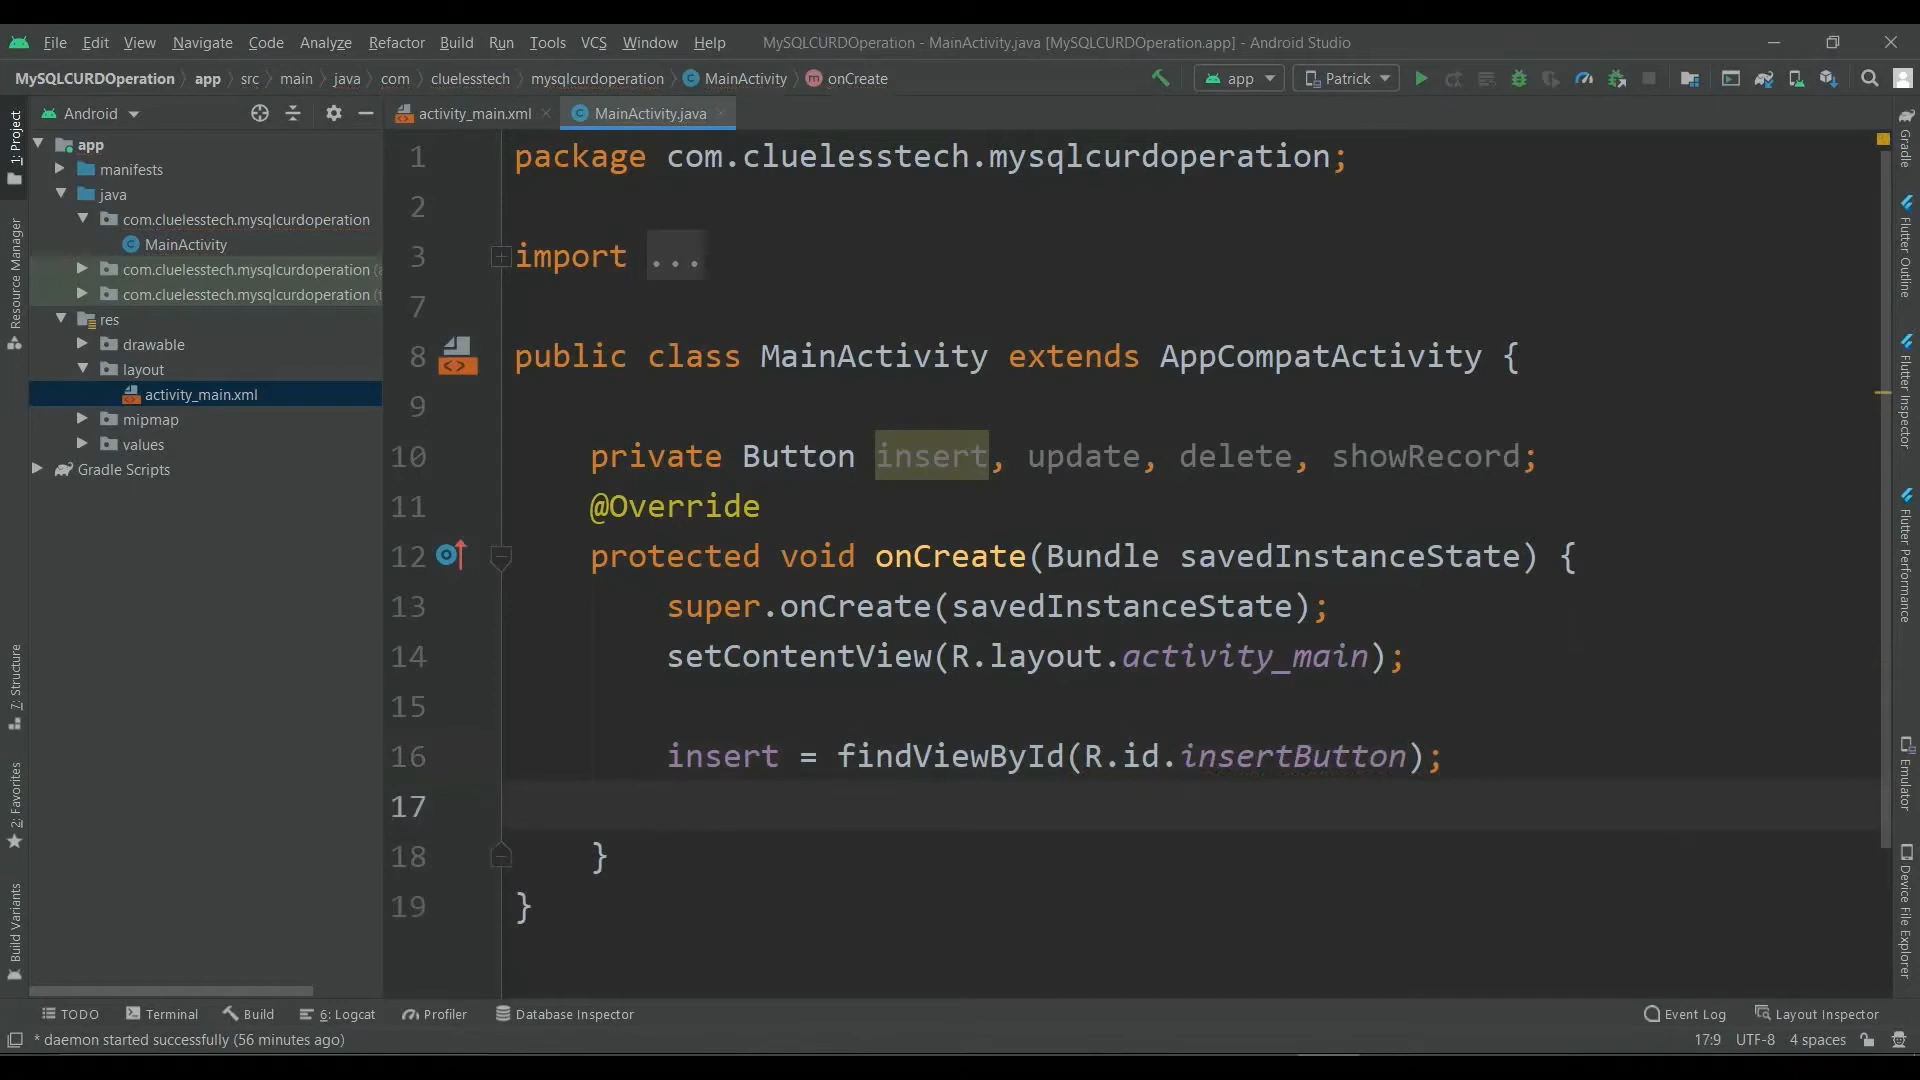 File Edit View Navigate Code Analyze Refactor Build Run Tools VCS Window Help MySQLCURDOperation - MainActivity.java [MySQLCURDOperation.app] - Android Studio
MySQLCURDOperation app src main java com cluelesstech mysqlcurdoperation MainActivity onCreate app Patrick
Android
activity_main.xml MainActivity.java
1: Project
Resource Manager
7: Structure
2: Favorites
Build Variants
app
manifests
java
com.cluelesstech.mysqlcurdoperation
MainActivity
com.cluelesstech.mysqlcurdoperation (
com.cluelesstech.mysqlcurdoperation (
res
drawable
layout
activity_main.xml
mipmap
values
Gradle Scripts
1 package com.cluelesstech.mysqlcurdoperation;
2
3 import ...
7
8 public class MainActivity extends AppCompatActivity {
9
10 private Button insert, update, delete, showRecord;
11 @Override
12 protected void onCreate(Bundle savedInstanceState) {
13 super.onCreate(savedInstanceState);
14 setContentView(R.layout.activity_main);
15
16 insert = findViewById(R.id.insertButton);
17
18 }
19 }
Gradle
Flutter Outline
Flutter Inspector
Flutter Performance
Emulator
Device File Explorer
TODO Terminal Build 6: Logcat Profiler Database Inspector Event Log Layout Inspector
* daemon started successfully (56 minutes ago) 17:9 UTF-8 4 spaces